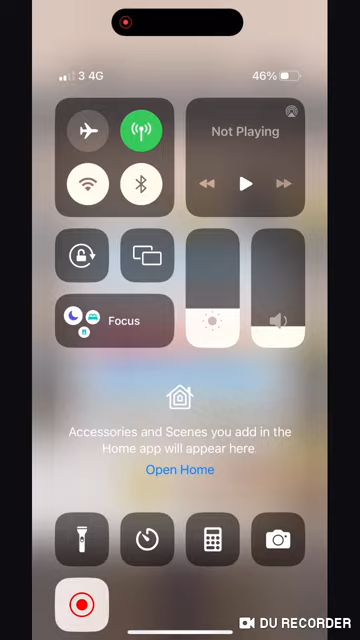 3 4G
46%
Not Playing
Focus
Accessories and Scenes you add in the
Home app will appear here.
Open Home
DU RECORDER